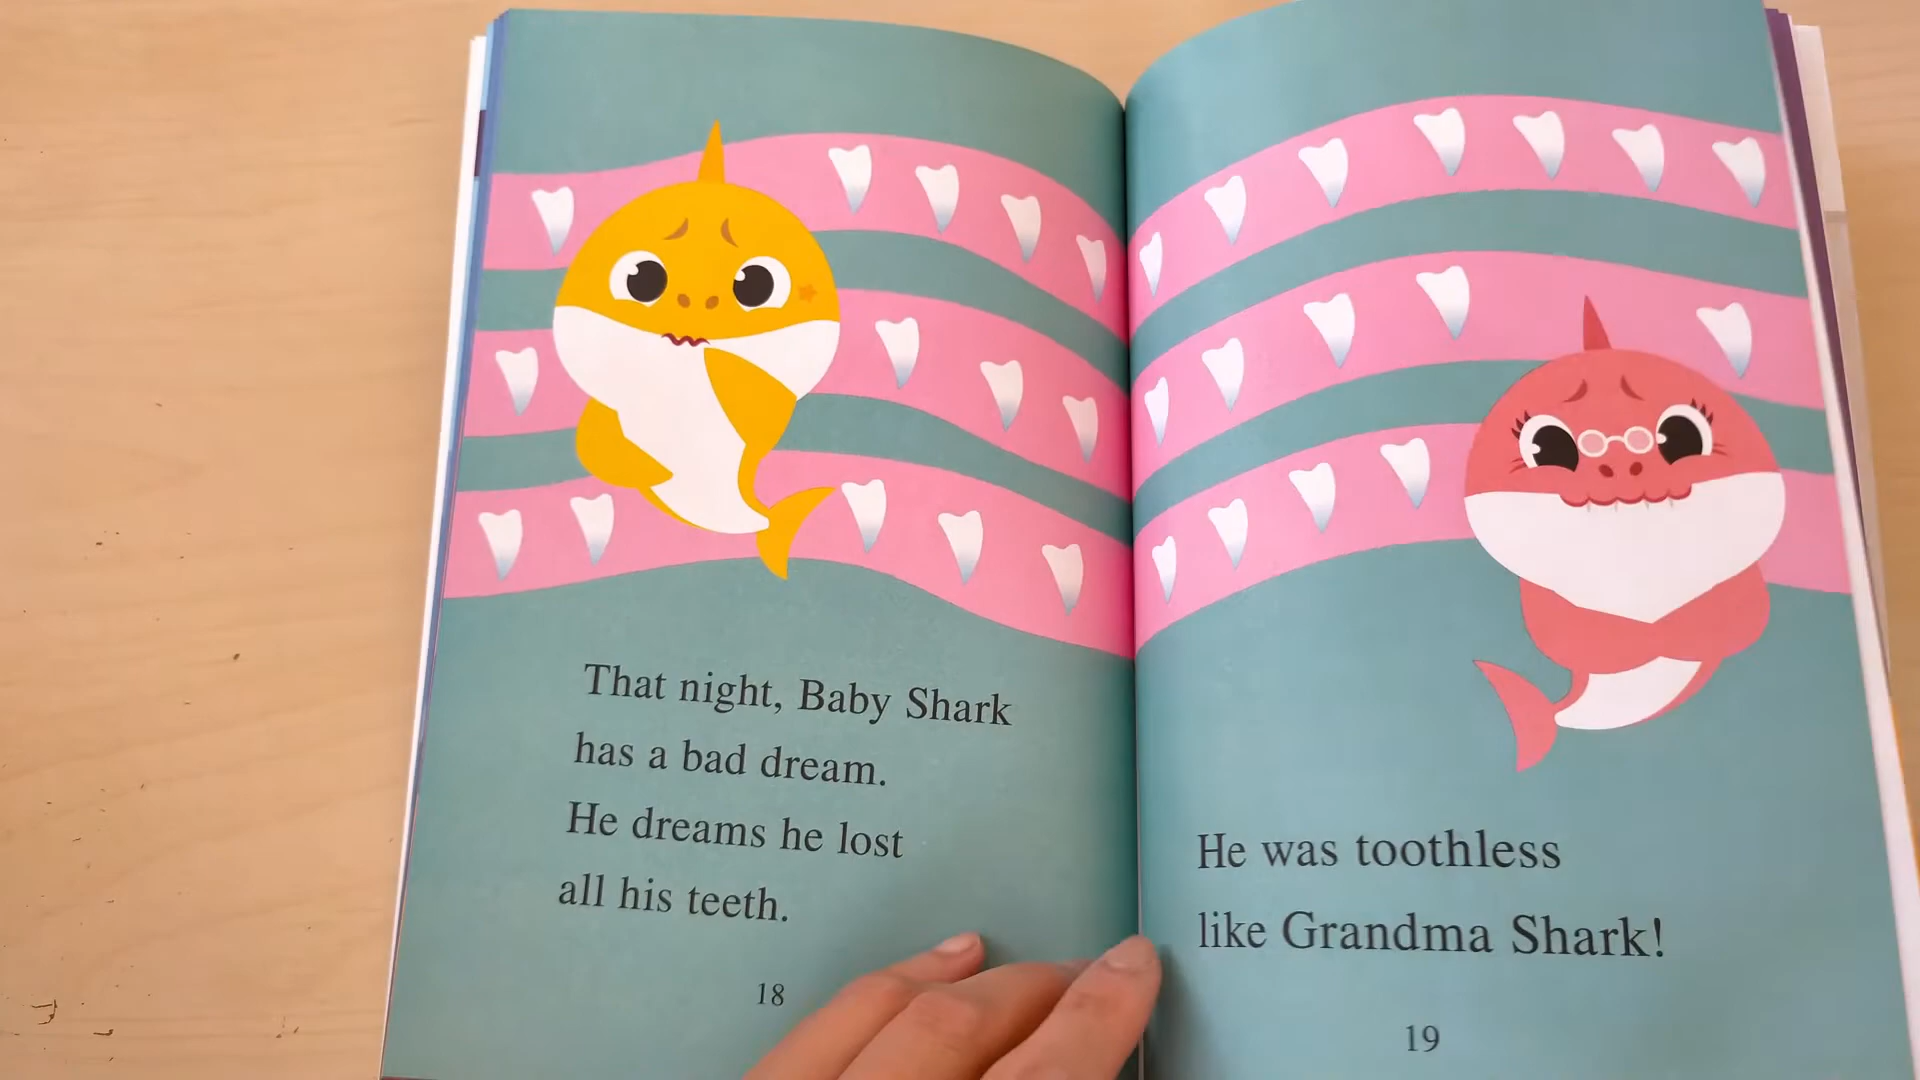 That night, Baby Shark
has a bad dream.
He dreams he lost
all his teeth.
18
He was toothless
like Grandma Shark!
19